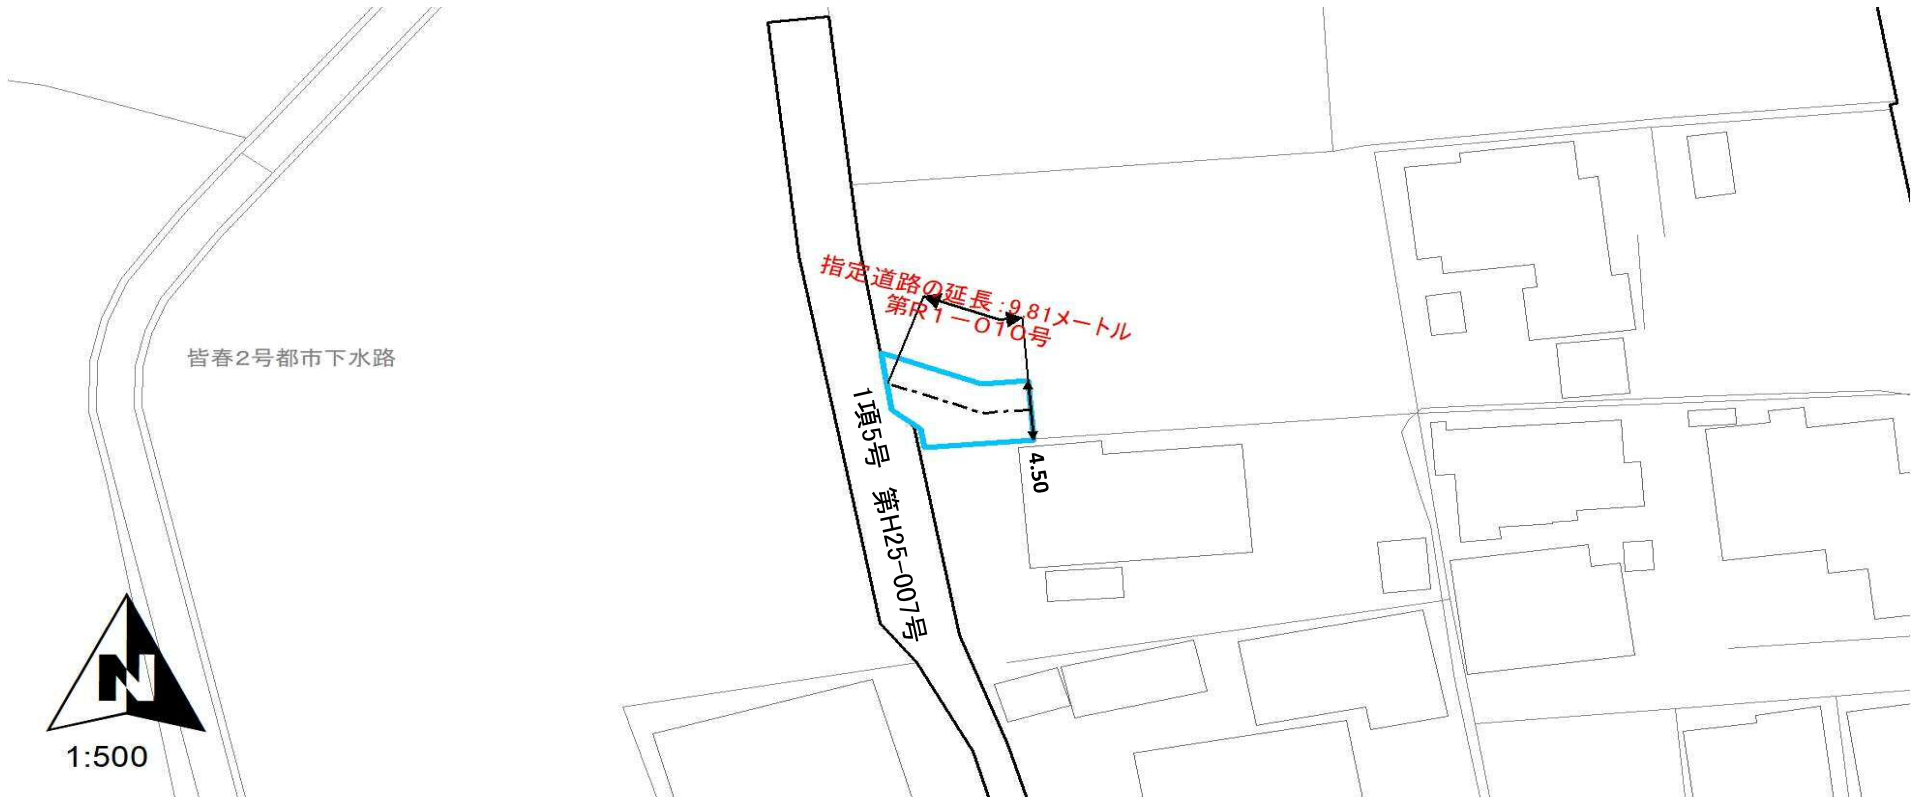 指定道路の延長:9.81メートル
第R1-010号
皆春2号都市下水路
1項5号 第H25-007号
4.50
N
1:500